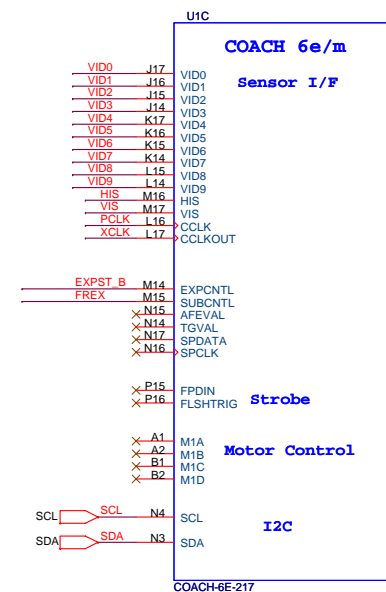 U1C
COACH 6e/m
Sensor I/F
VID0 J17 VID0
VID1 J16 VID1
VID2 J15 VID2
VID3 J14 VID3
VID4 K17 VID4
VID5 K16 VID5
VID6 K15 VID6
VID7 K14 VID7
VID8 L15 VID8
VID9 L14 VID9
HIS M16 HIS
VIS M17 VIS
PCLK L16 CCLK
XCLK L17 CCLKOUT
EXPST_B M14 EXPCNTL
FREX M15 SUBCNTL
N15 AFEVAL
N14 TGVAL
N17 SPDATA
N16 SPCLK
P15 FPDIN
P16 FLSHTRIG
Strobe
A1 M1A
A2 M1B
B1 M1C
B2 M1D
Motor Control
SCL SCL N4 SCL
I2C
SDA SDA N3 SDA
COACH-6E-217